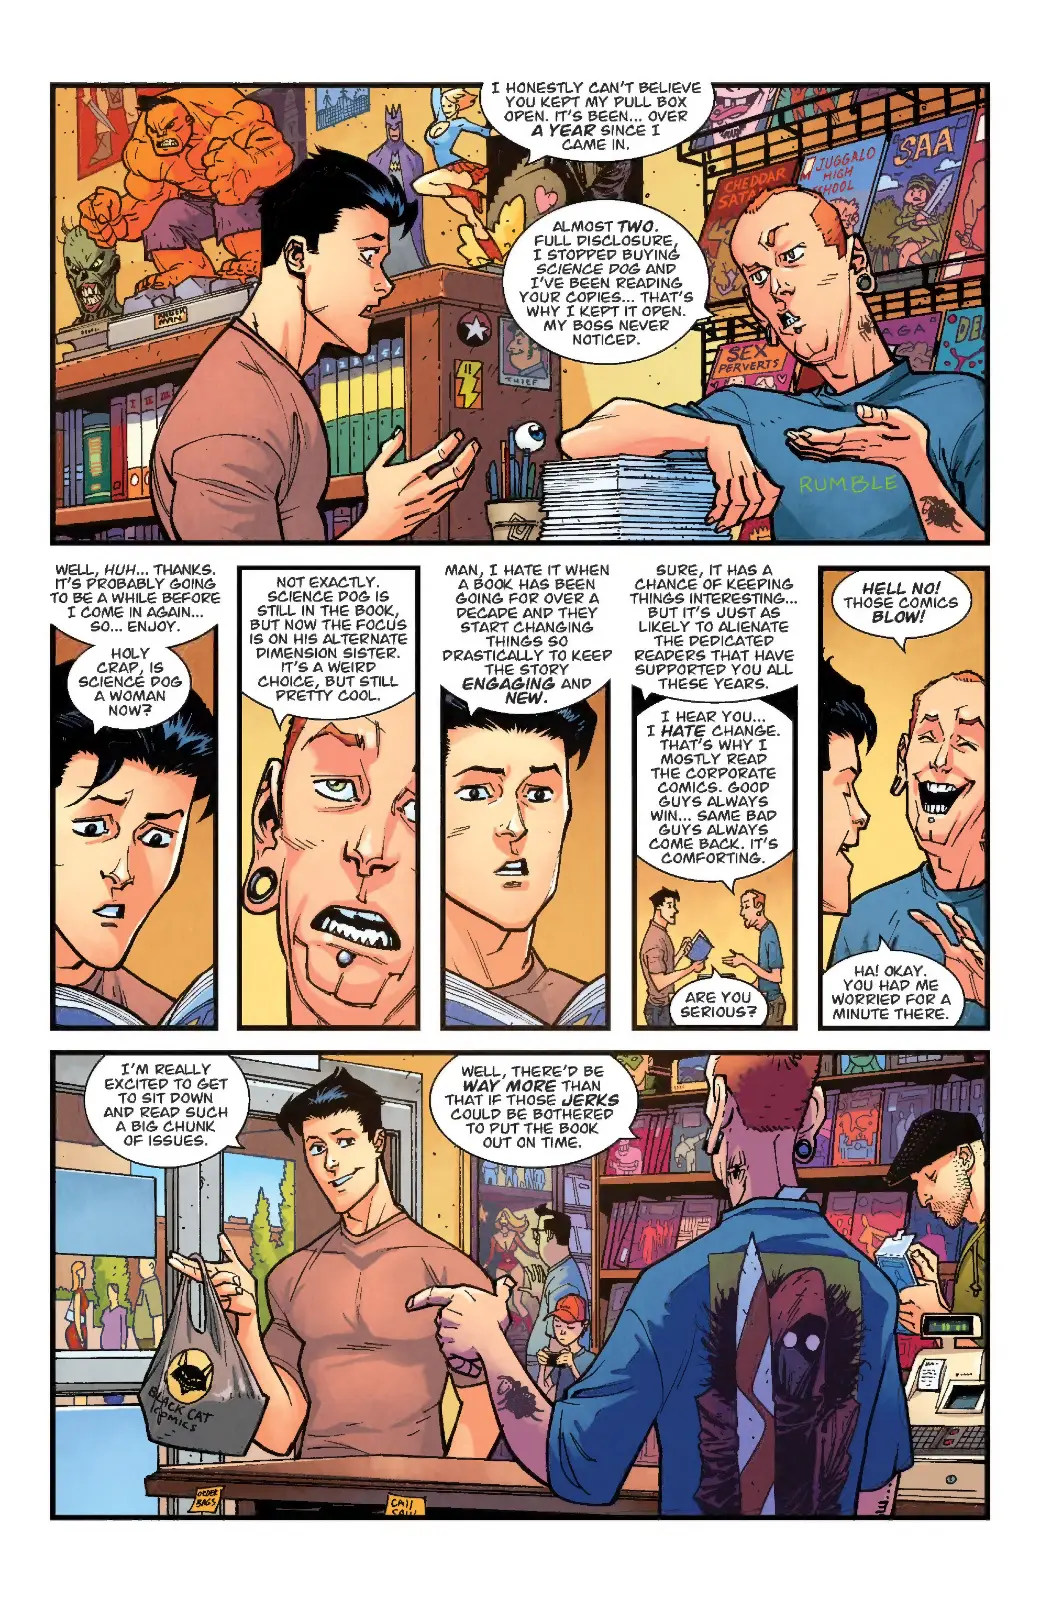 I HONESTLY CAN'T BELIEVE
YOU KEPT MY PULL BOX
OPEN. IT'S BEEN... OVER
A YEAR SINCE I
CAME IN.
ALMOST TWO.
FULL DISCLOSURE,
I STOPPED BUYING
SCIENCE DOG AND
I'VE BEEN READING
YOUR COPIES... THAT'S
WHY I KEPT IT OPEN.
MY BOSS NEVER
NOTICED.
CHEDDAR
JUGGALO
HIGH
SCHOOL
SAA
SEX
PERVERTS
AGA
THIEF
MAN
RUMBLE
WELL, HUH... THANKS.
IT'S PROBABLY GOING
TO BE A WHILE BEFORE
I COME IN AGAIN...
SO... ENJOY.
HOLY
CRAP, IS
SCIENCE DOG
A WOMAN
NOW?
NOT EXACTLY.
SCIENCE DOG IS
STILL IN THE BOOK,
BUT NOW THE FOCUS
IS ON HIS ALTERNATE
DIMENSION SISTER.
IT'S A WEIRD
CHOICE, BUT STILL
PRETTY COOL.
MAN, I HATE IT WHEN
A BOOK HAS BEEN
GOING FOR OVER A
DECADE AND THEY
START CHANGING
THINGS SO
DRASTICALLY TO KEEP
THE STORY
ENGAGING AND
NEW.
SURE, IT HAS A
CHANCE OF KEEPING
THINGS INTERESTING...
BUT IT'S JUST AS
LIKELY TO ALIENATE
THE DEDICATED
READERS THAT HAVE
SUPPORTED YOU ALL
THESE YEARS.
I HEAR YOU...
I HATE CHANGE.
THAT'S WHY I
MOSTLY READ
THE CORPORATE
COMICS. GOOD
GUYS ALWAYS
WIN... SAME BAD
GUYS ALWAYS
COME BACK. IT'S
COMFORTING.
ARE YOU
SERIOUS?
HELL NO!
THOSE COMICS
BLOW!
HA! OKAY.
YOU HAD ME
WORRIED FOR A
MINUTE THERE.
I'M REALLY
EXCITED TO GET
TO SIT DOWN
AND READ SUCH
A BIG CHUNK
OF ISSUES.
WELL, THERE'D BE
WAY MORE THAN
THAT IF THOSE JERKS
COULD BE BOTHERED
TO PUT THE BOOK
OUT ON TIME.
BLACK CAT
COMICS
ORDER
BAGS
CALL